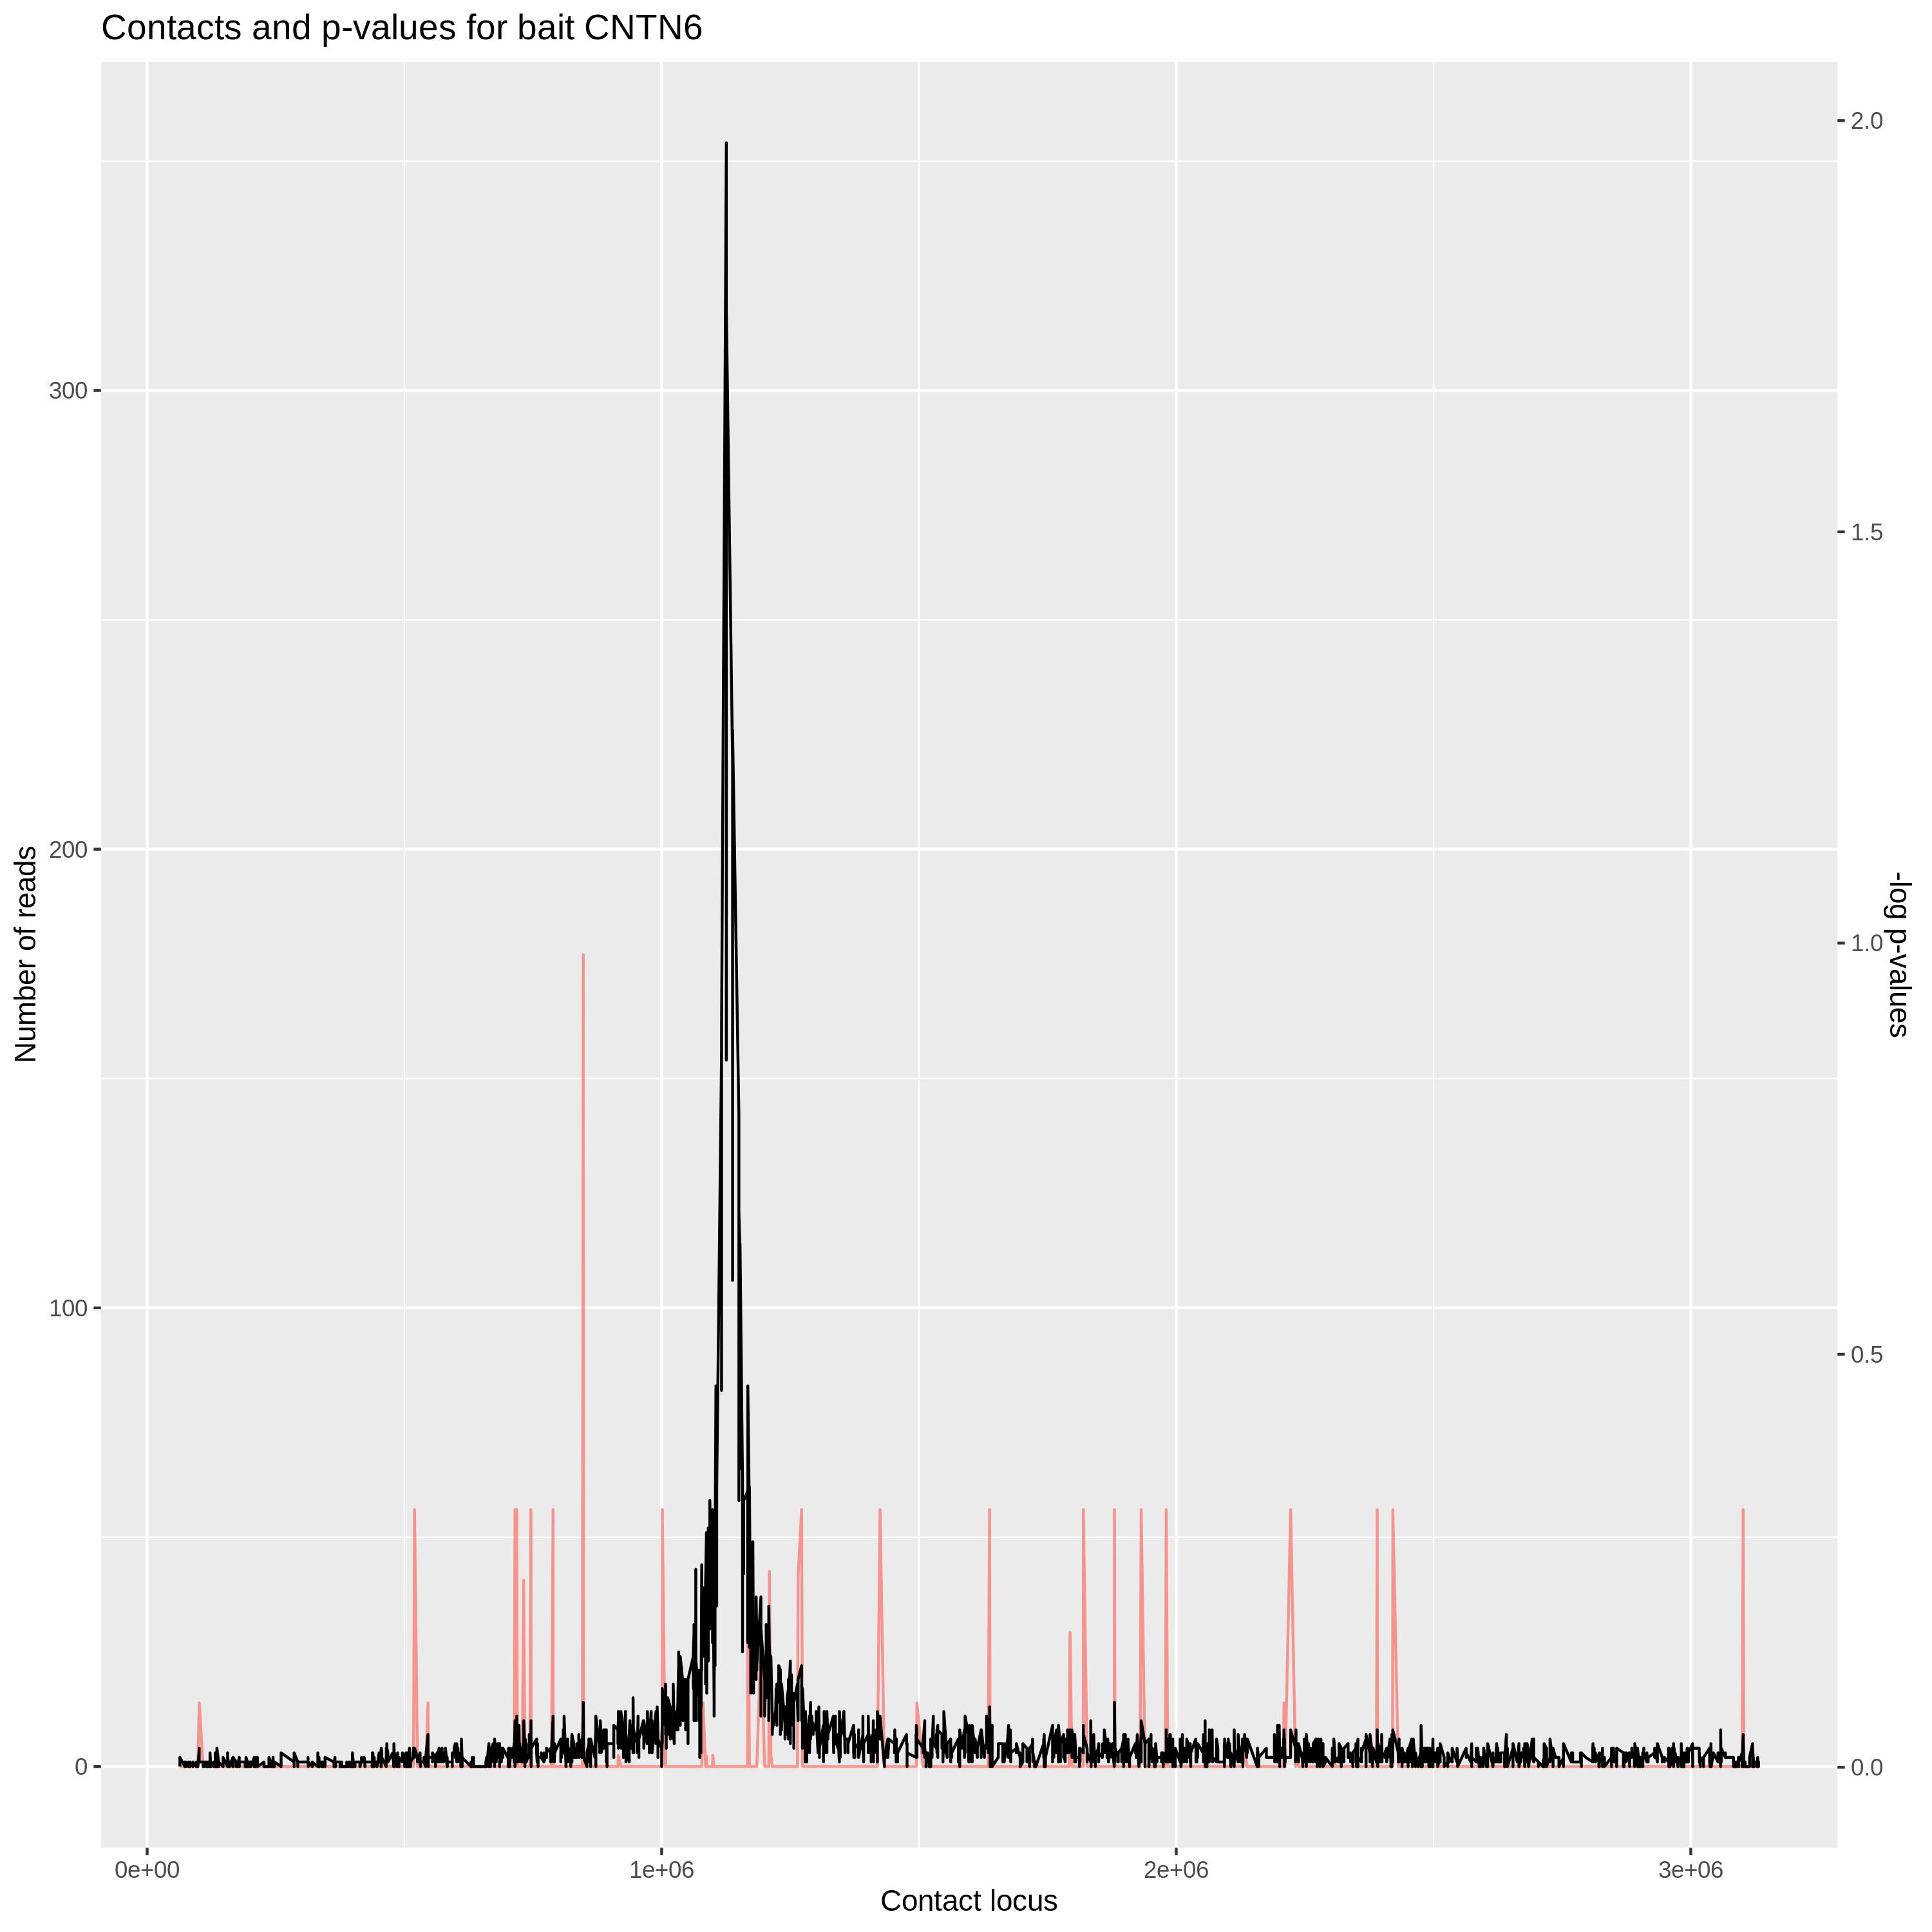 Contacts and p-values for bait CNTN6
Number of reads
300
200
100
0
2.0
1.5
1.0
0.5
0.0
-log p-values
0e+00
1e+06
2e+06
3e+06
Contact locus